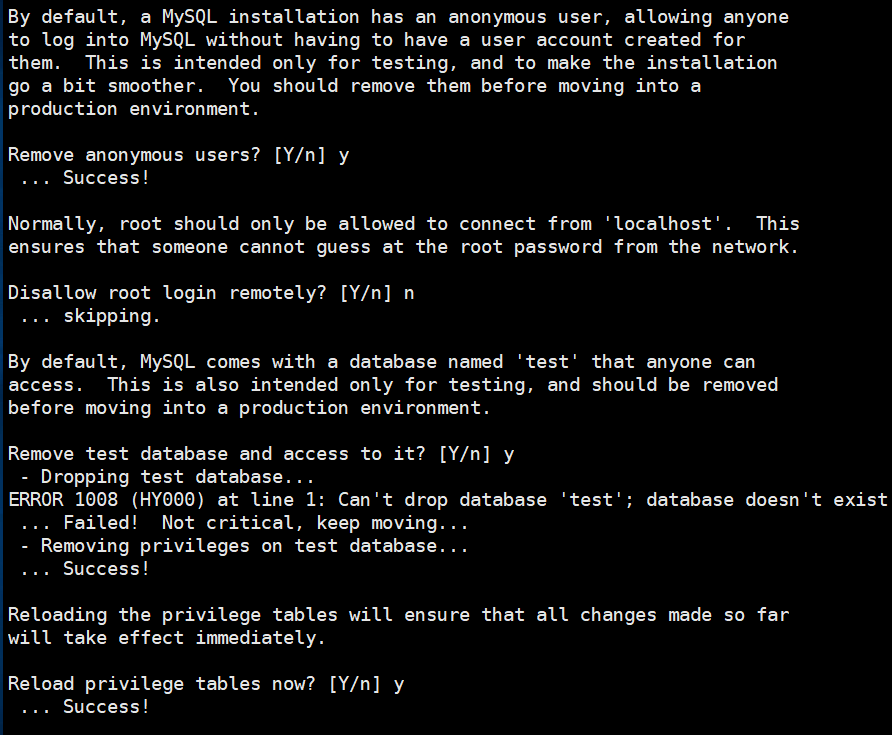 By default, a MySQL installation has an anonymous user, allowing anyone
to log into MySQL without having to have a user account created for
them.  This is intended only for testing, and to make the installation
go a bit smoother.  You should remove them before moving into a
production environment.

Remove anonymous users? [Y/n] y
 ... Success!

Normally, root should only be allowed to connect from 'localhost'.  This
ensures that someone cannot guess at the root password from the network.

Disallow root login remotely? [Y/n] n
 ... skipping.

By default, MySQL comes with a database named 'test' that anyone can
access.  This is also intended only for testing, and should be removed
before moving into a production environment.

Remove test database and access to it? [Y/n] y
 - Dropping test database...
ERROR 1008 (HY000) at line 1: Can't drop database 'test'; database doesn't exist
 ... Failed!  Not critical, keep moving...
 - Removing privileges on test database...
 ... Success!

Reloading the privilege tables will ensure that all changes made so far
will take effect immediately.

Reload privilege tables now? [Y/n] y
 ... Success!